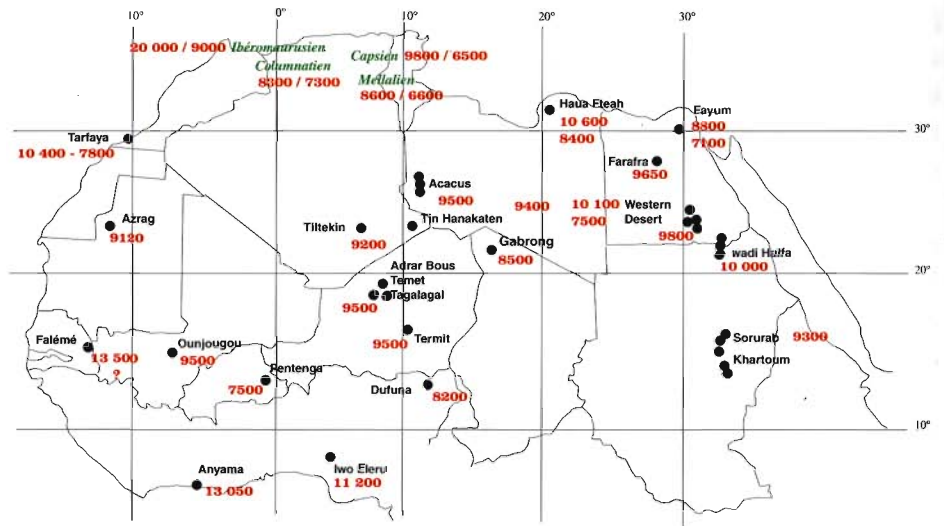 10°
0°
10°
20°
30°
20 000 / 9000 Ibéromaurusien
Columnatien
8300 / 7300
Capsien 9800 / 6500
Mellalien
8600 / 6600
Haua Fteah
10 600
8400
Eayum
8800
7100
30°
Tarfaya
10 400 - 7800
Farafra
9650
Acacus
9500
9400
10 100
7500
Western
Desert
9800
Azrag
9120
Tiltekin
9200
Tin Hanakaten
Gabrong
8500
wadi Halfa
10 000
20°
Adrar Bous
Temet
Tagalagal
9500
Termit
9500
Sorurab 9300
Khartoum
Falémé
13 500
?
Ounjougou
9500
Pentenga
7500
Dufuna
8200
10°
Anyama
13 050
Iwo Eleru
11 200